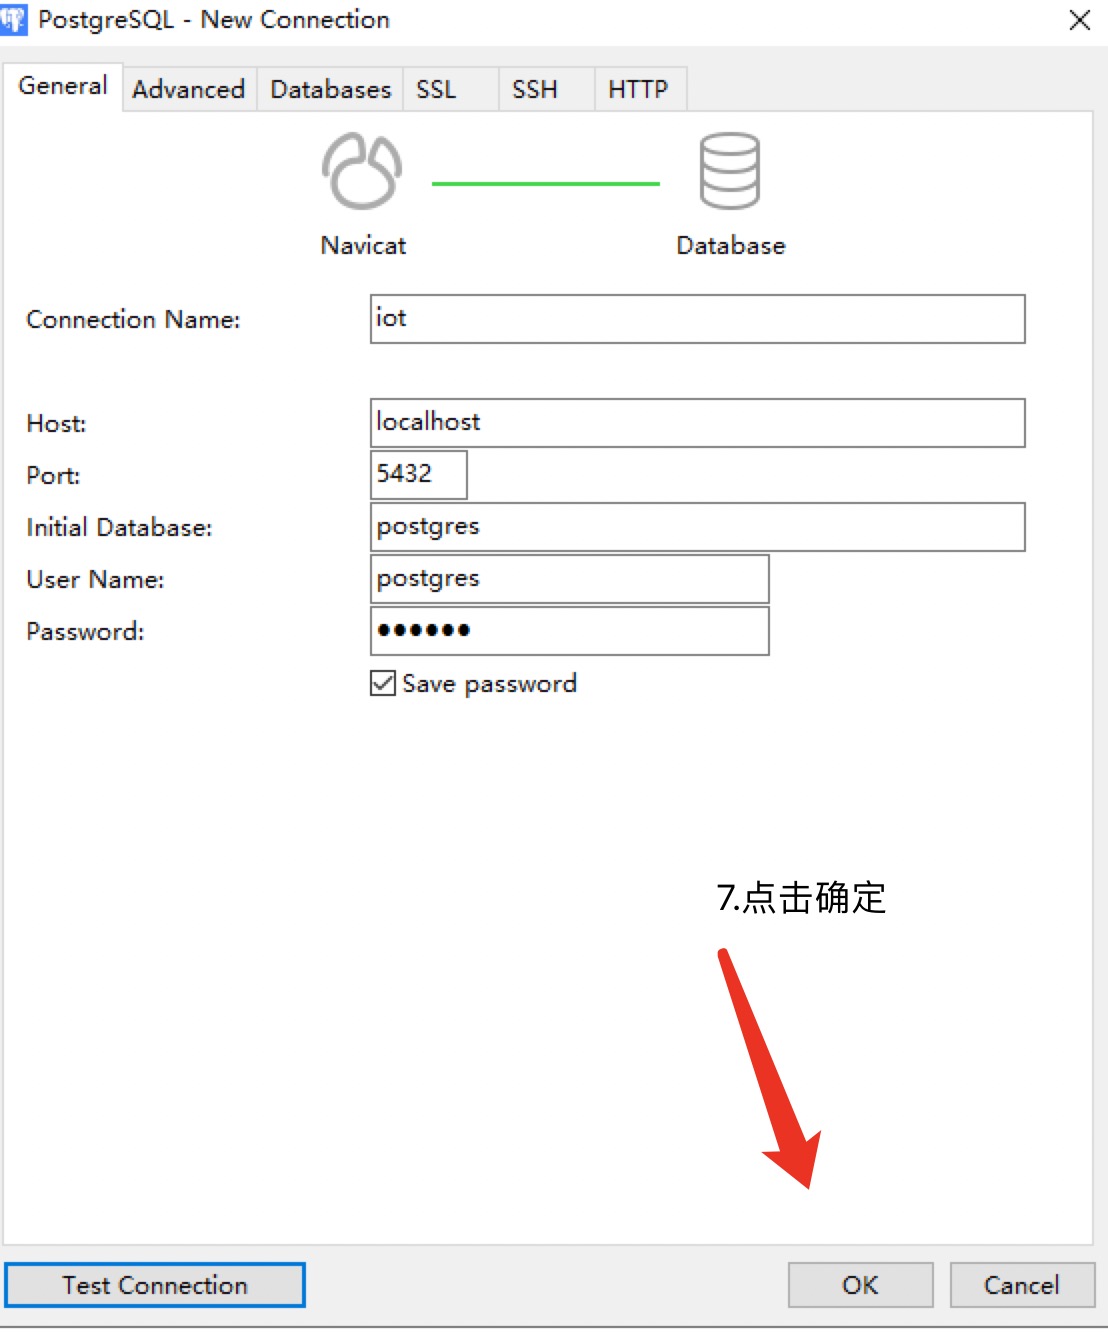 PostgreSQL - New Connection
General Advanced Databases SSL SSH HTTP
Navicat Database
Connection Name: iot
Host: localhost
Port: 5432
Initial Database: postgres
User Name: postgres
Password: ●●●●●●
Save password
7.点击确定
Test Connection OK Cancel